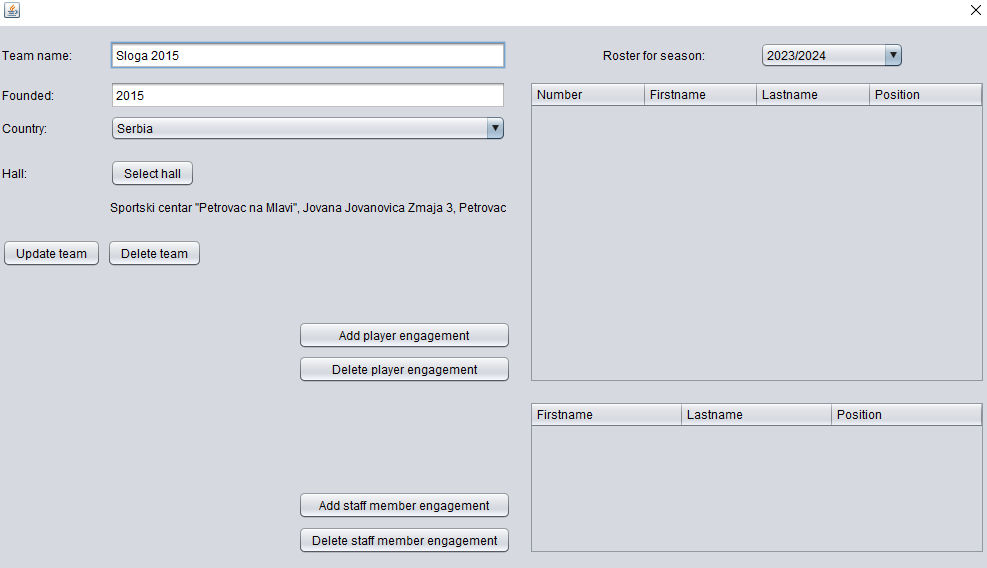 Team name: Sloga 2015
Founded: 2015
Country: Serbia
Hall: Select hall
Sportski centar "Petrovac na Mlavi", Jovana Jovanovica Zmaja 3, Petrovac
Update team Delete team
Add player engagement
Delete player engagement
Add staff member engagement
Delete staff member engagement
Roster for season: 2023/2024
Number Firstname Lastname Position
Firstname Lastname Position